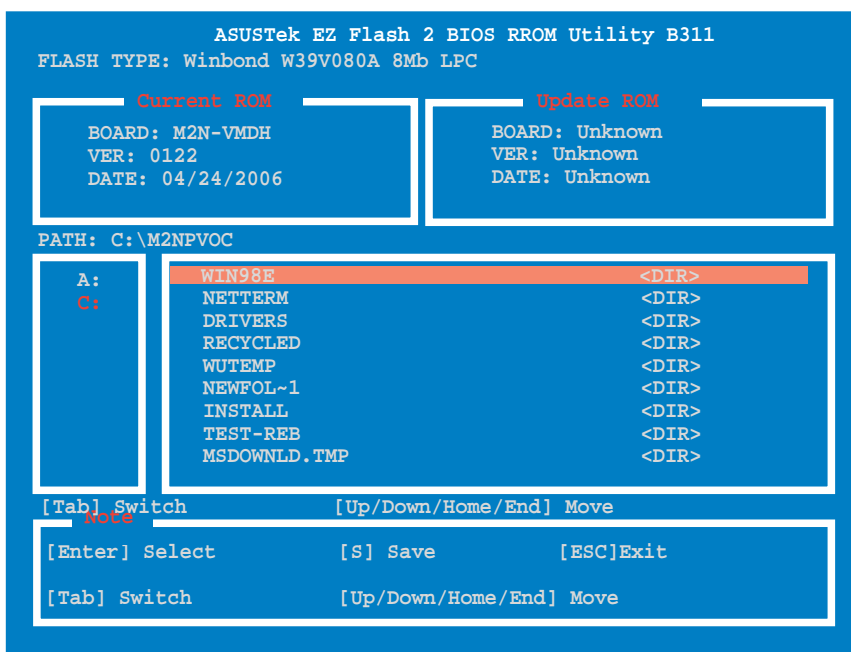 ASUSTek EZ Flash 2 BIOS RROM Utility B311
FLASH TYPE: Winbond W39V080A 8Mb LPC
Current ROM
BOARD: M2N-VMDH
VER: 0122
DATE: 04/24/2006
Update ROM
BOARD: Unknown
VER: Unknown
DATE: Unknown
PATH: C:\M2NPVOC
A:
C:
WIN98E <DIR>
NETTERM <DIR>
DRIVERS <DIR>
RECYCLED <DIR>
WUTEMP <DIR>
NEWFOL~1 <DIR>
INSTALL <DIR>
TEST-REB <DIR>
MSDOWNLD.TMP <DIR>
[Tab] Switch [Up/Down/Home/End] Move
Note
[Enter] Select [S] Save [ESC]Exit
[Tab] Switch [Up/Down/Home/End] Move